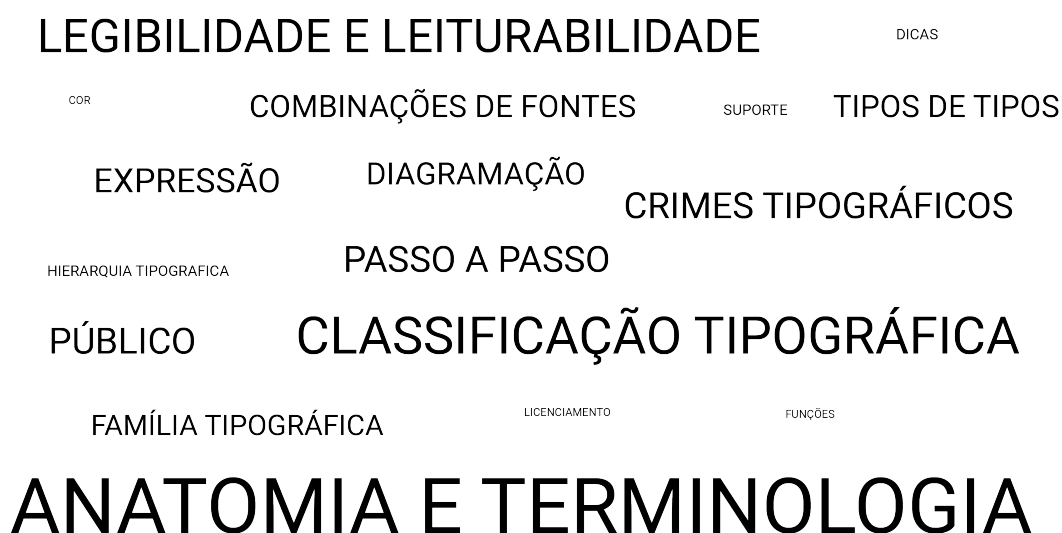 LEGIBILIDADE E LEITURABILIDADE
DICAS
COR
COMBINAÇÕES DE FONTES
SUPORTE
TIPOS DE TIPOS
EXPRESSÃO
DIAGRAMAÇÃO
CRIMES TIPOGRÁFICOS
HIERARQUIA TIPOGRAFICA
PASSO A PASSO
PÚBLICO
CLASSIFICAÇÃO TIPOGRÁFICA
FAMÍLIA TIPOGRÁFICA
LICENCIAMENTO
FUNÇÕES
ANATOMIA E TERMINOLOGIA